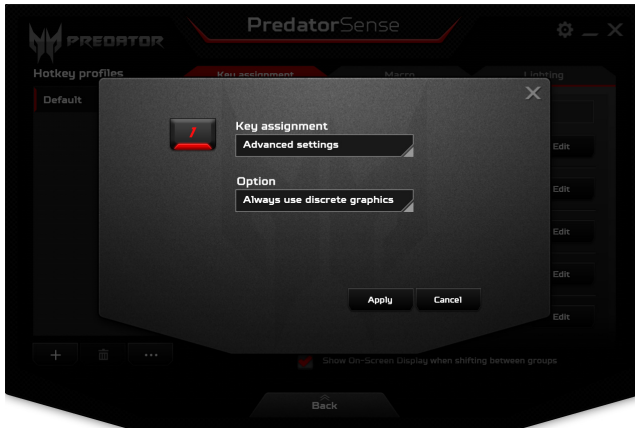 PredatorSense
PREDATOR
Hotkey profiles
Key assignment
Macro
Lighting
Default
1
Key assignment
Advanced settings
Option
Always use discrete graphics
Apply
Cancel
Edit
Edit
Edit
Edit
Edit
Show On-Screen Display when shifting between groups
Back